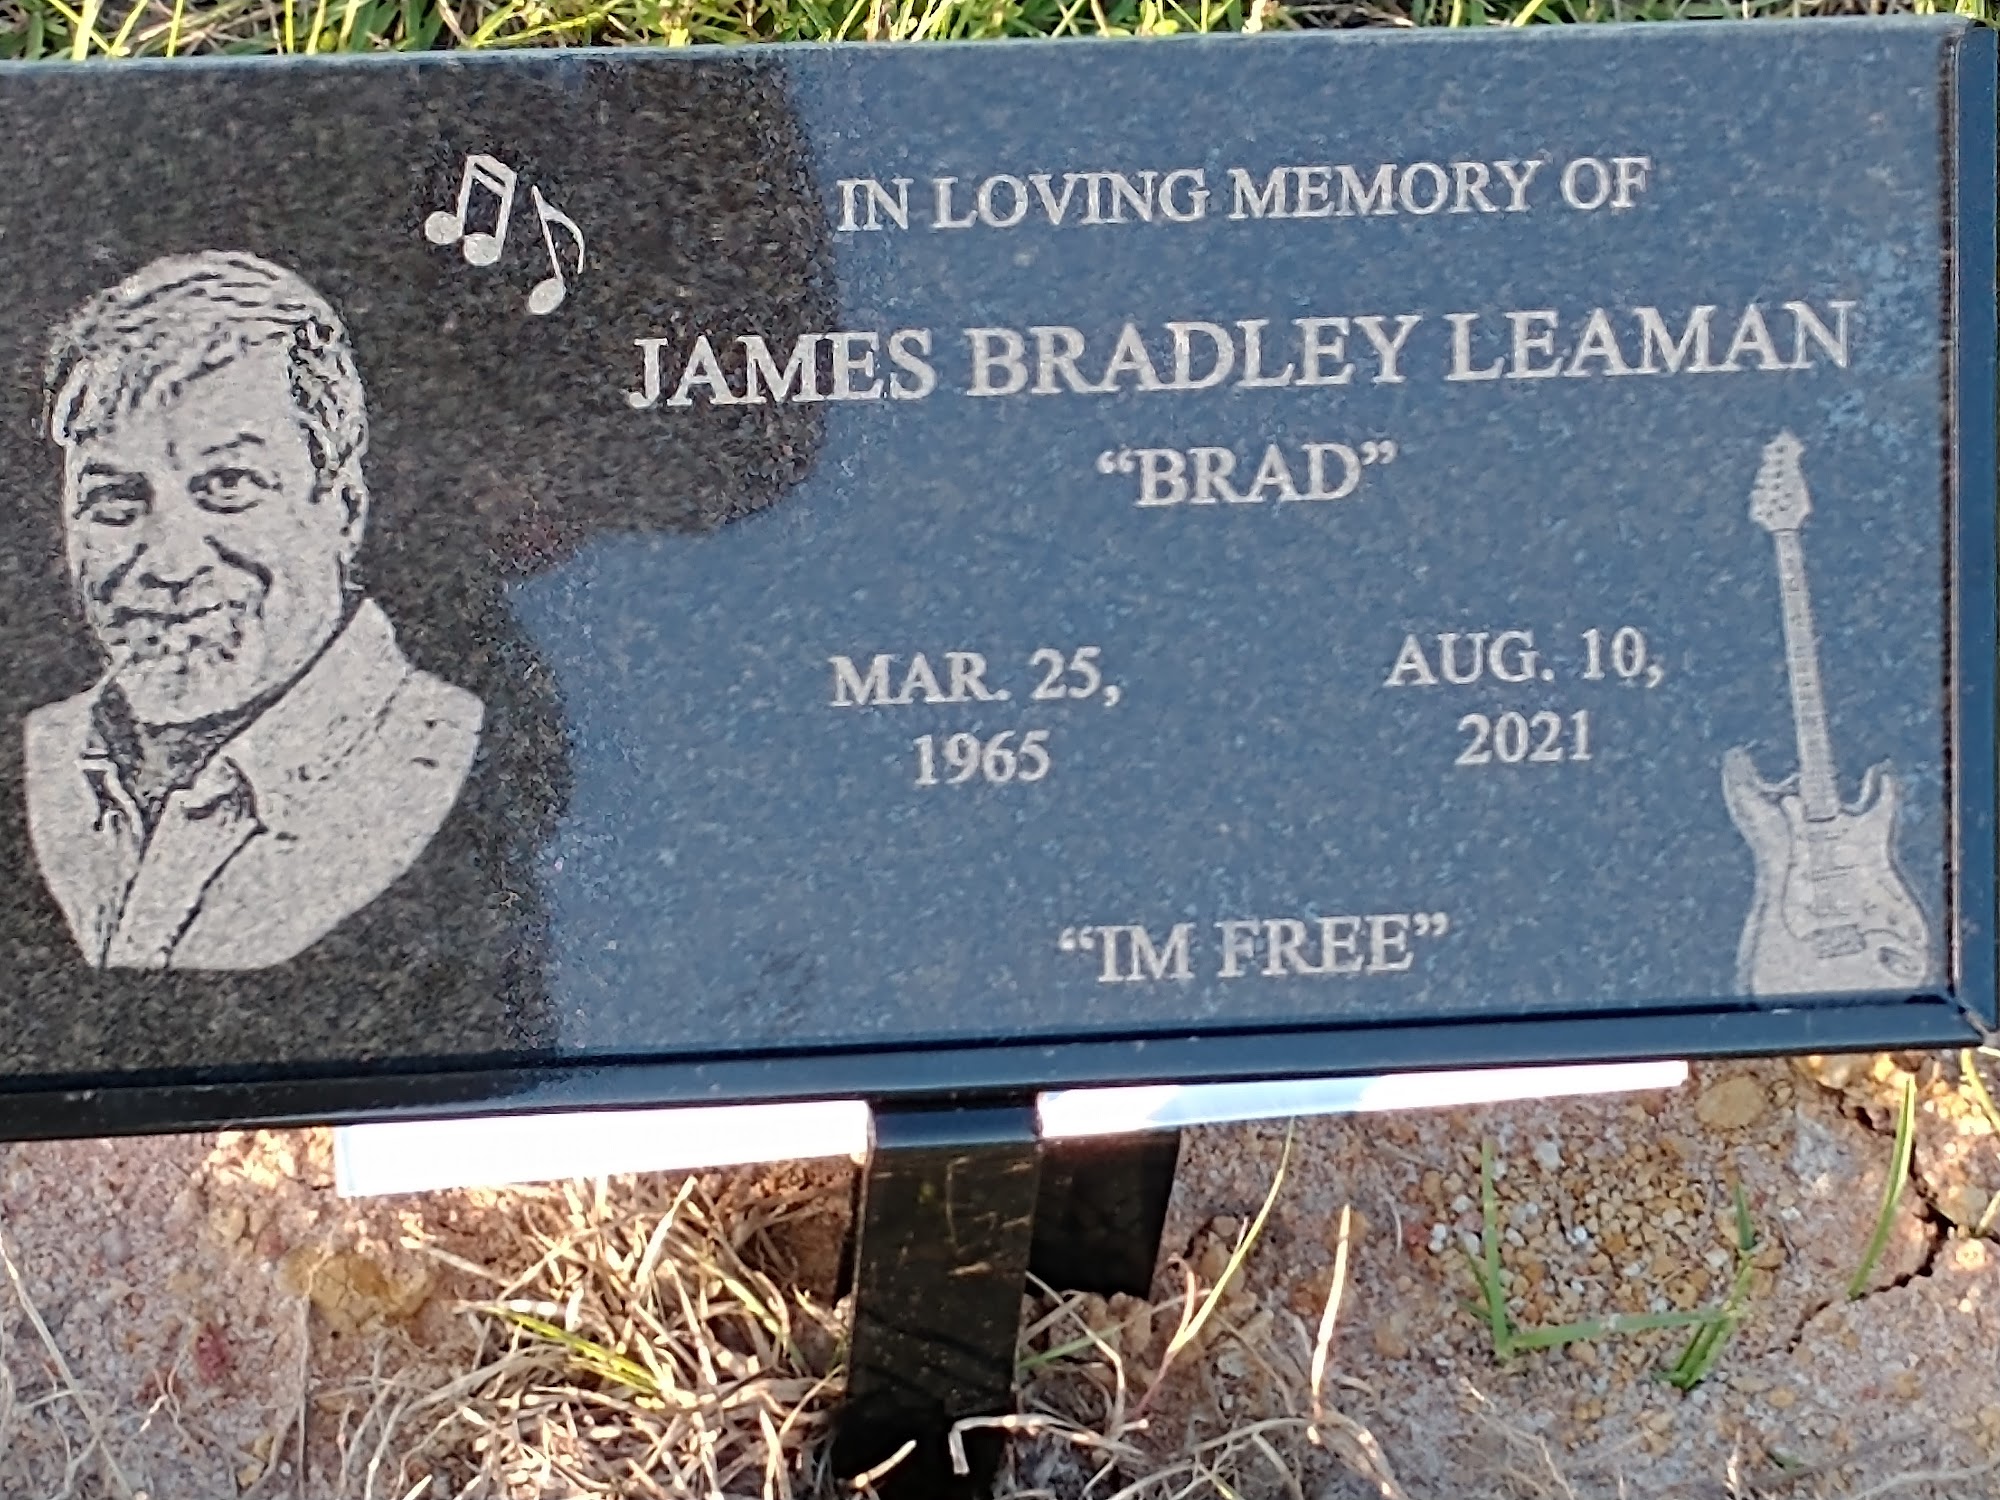 IN LOVING MEMORY OF
JAMES BRADLEY LEAMAN
“BRAD”
MAR. 25,
1965
AUG. 10,
2021
“IM FREE”